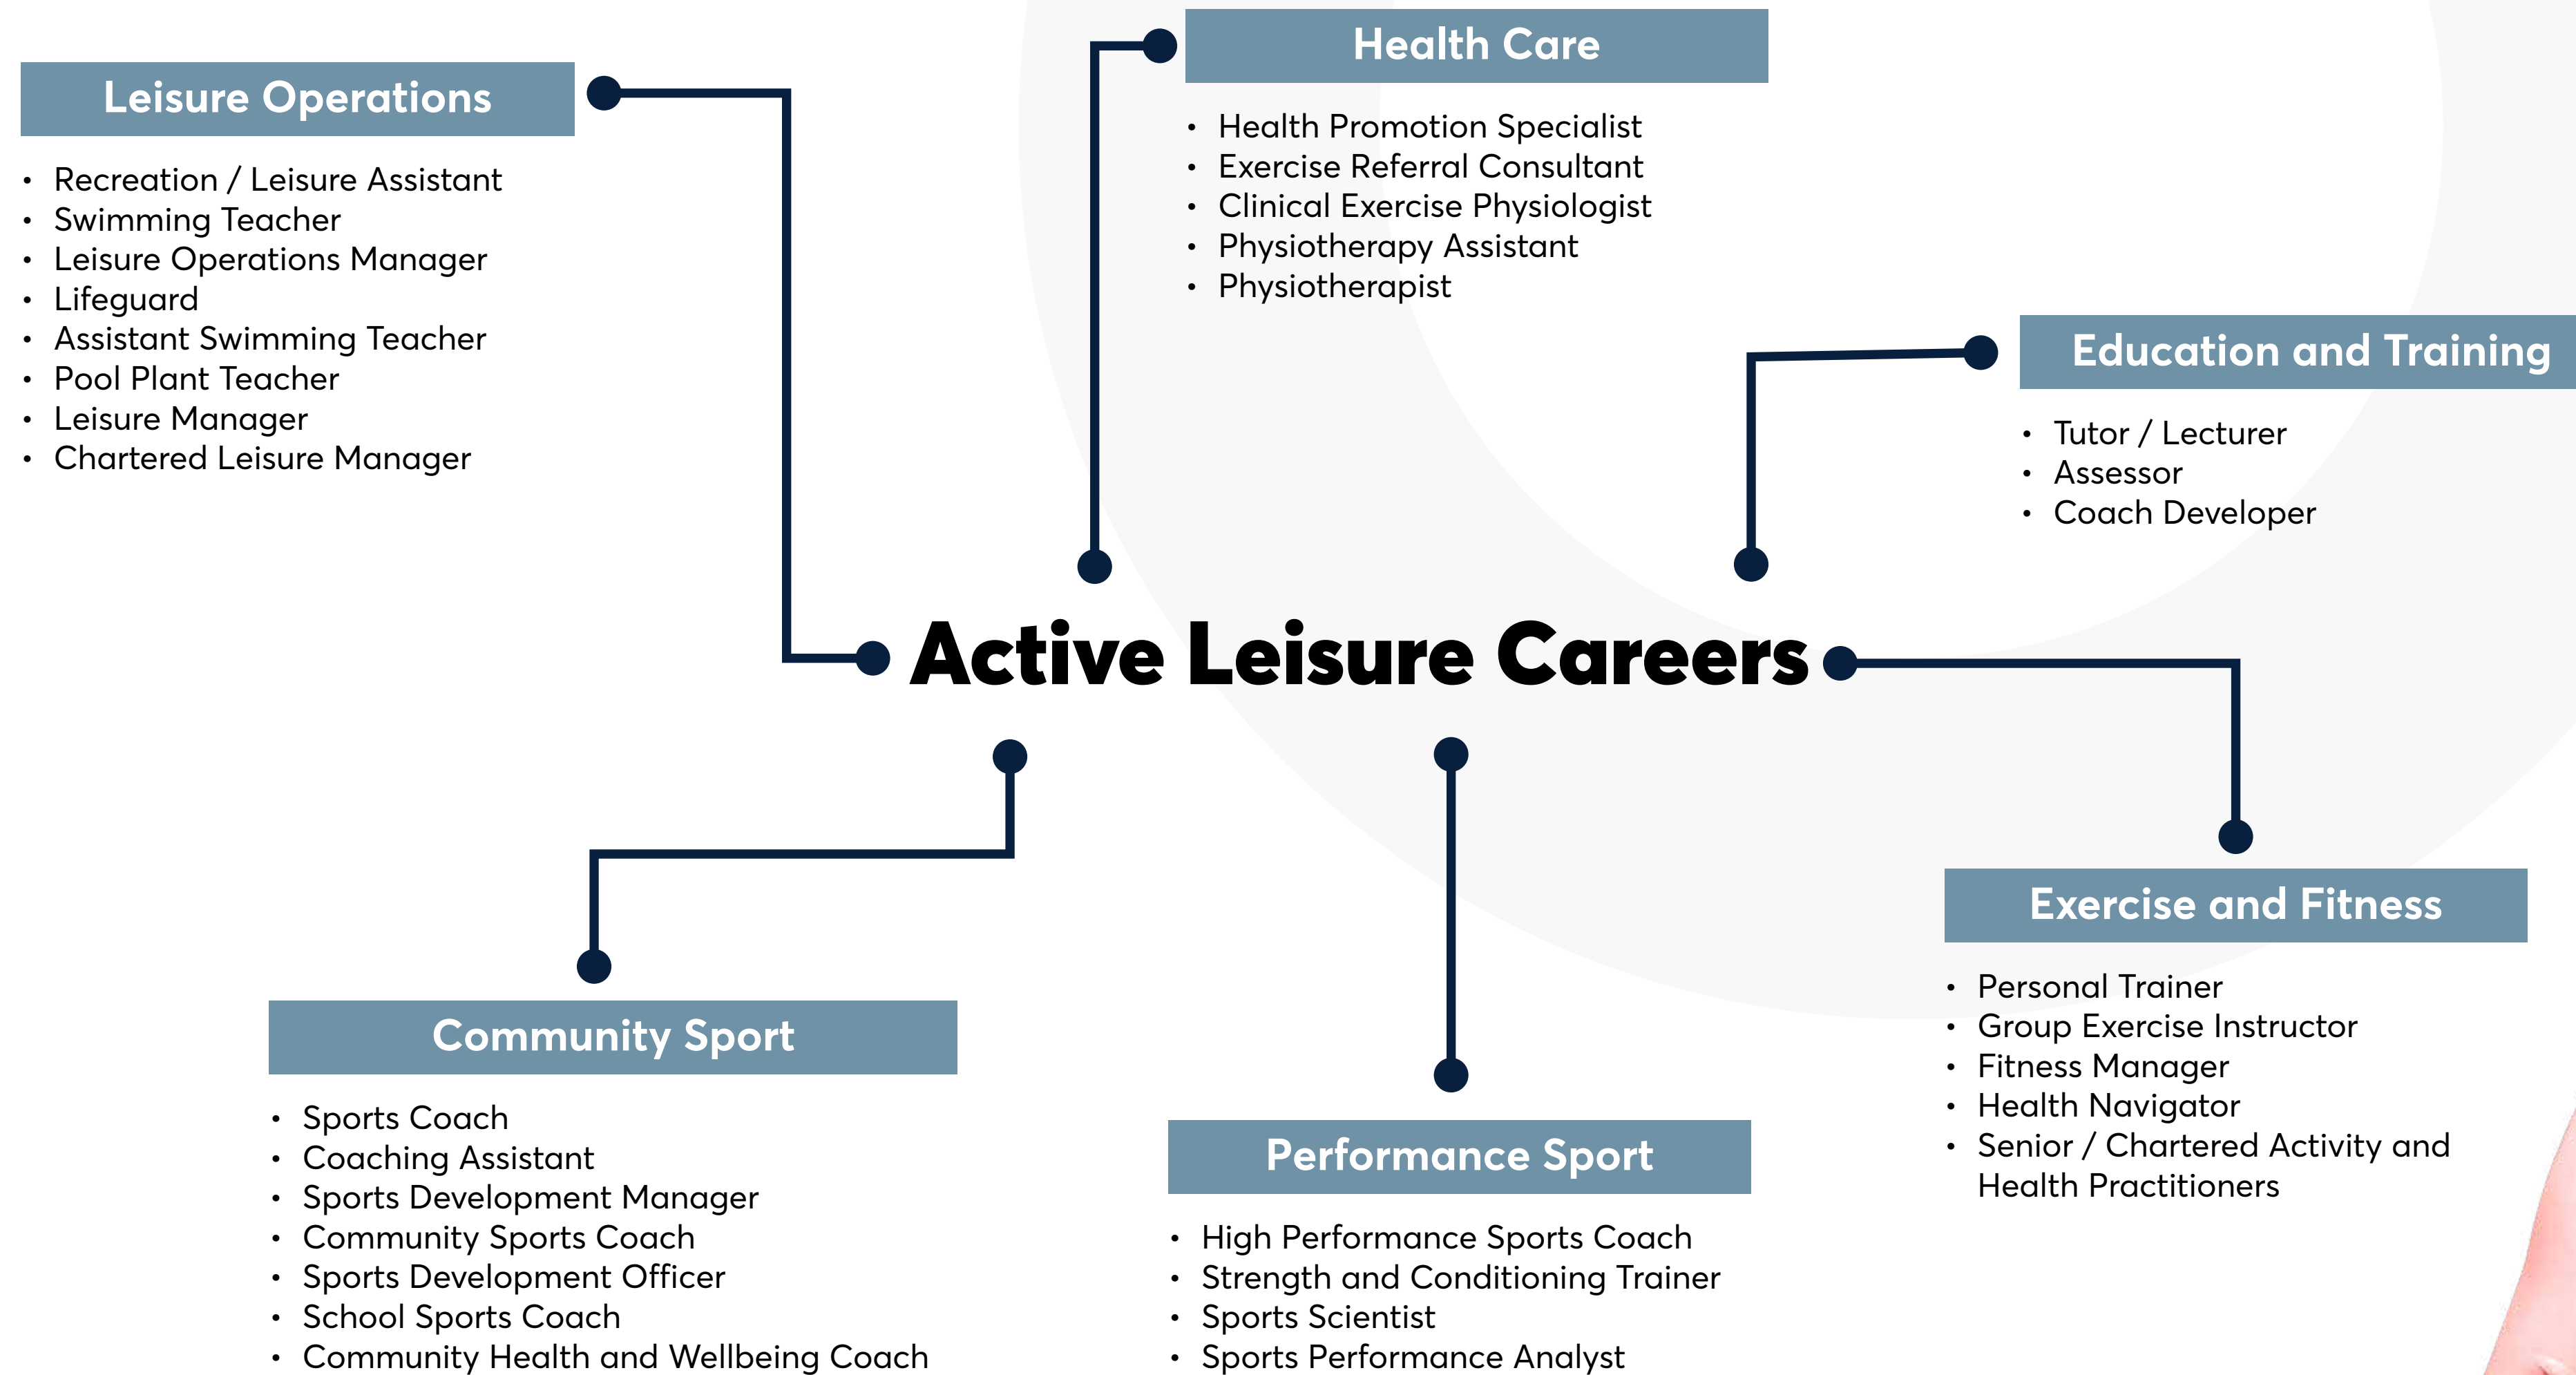 Leisure Operations
• Recreation / Leisure Assistant
• Swimming Teacher
• Leisure Operations Manager
• Lifeguard
• Assistant Swimming Teacher
• Pool Plant Teacher
• Leisure Manager
• Chartered Leisure Manager
Health Care
• Health Promotion Specialist
• Exercise Referral Consultant
• Clinical Exercise Physiologist
• Physiotherapy Assistant
• Physiotherapist
Education and Training
• Tutor / Lecturer
• Assessor
• Coach Developer
Active Leisure Careers
Community Sport
• Sports Coach
• Coaching Assistant
• Sports Development Manager
• Community Sports Coach
• Sports Development Officer
• School Sports Coach
• Community Health and Wellbeing Coach
Performance Sport
• High Performance Sports Coach
• Strength and Conditioning Trainer
• Sports Scientist
• Sports Performance Analyst
Exercise and Fitness
• Personal Trainer
• Group Exercise Instructor
• Fitness Manager
• Health Navigator
• Senior / Chartered Activity and
Health Practitioners